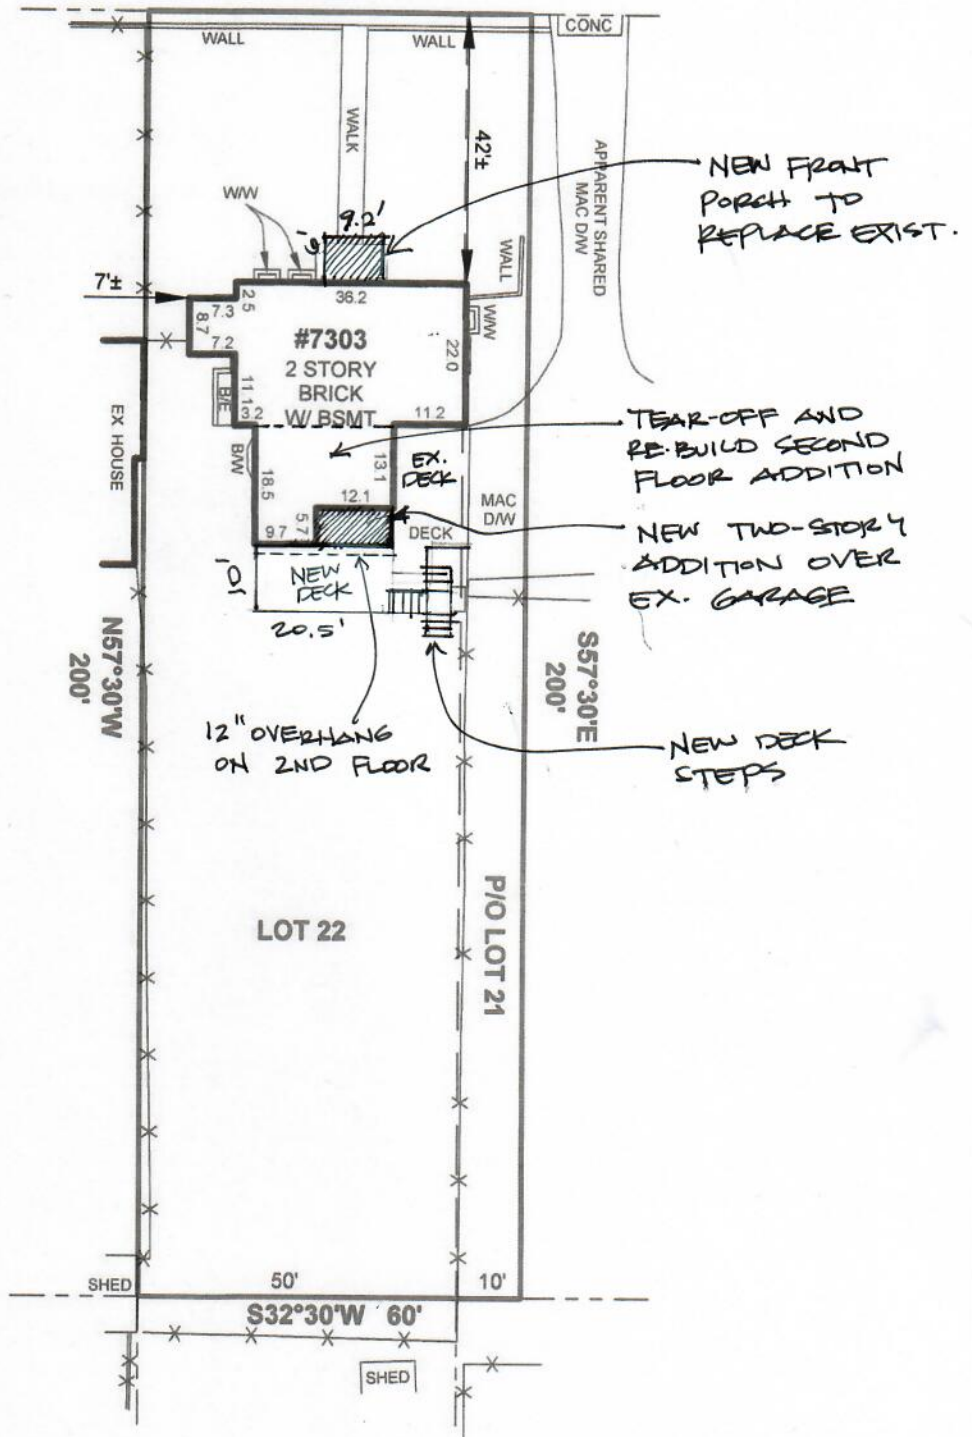 CONC
WALL
WALL
WALK
42'±
APPARENT SHARED
MAC D/W
NEW FRONT
PORCH TO
REPLACE EXIST.
W/W
9.2'
6'
WALL
7'±
36.2
2.5
7.3
8.7
7.2
#7303
2 STORY
BRICK
W/ BSMT
22.0
W/W
11.1
B/E
3.2
11.2
EX HOUSE
B/W
18.5
13.1
EX.
DECK
TEAR-OFF AND
RE-BUILD SECOND
FLOOR ADDITION
12.1
5.7
9.7
DECK
MAC
D/W
NEW TWO-STORY
ADDITION OVER
EX. GARAGE
10'
NEW
DECK
20.5'
N57°30'W
200'
S57°30'E
200'
12" OVERHANG
ON 2ND FLOOR
NEW DECK
STEPS
LOT 22
P/O LOT 21
SHED
50'
10'
S32°30'W 60'
SHED